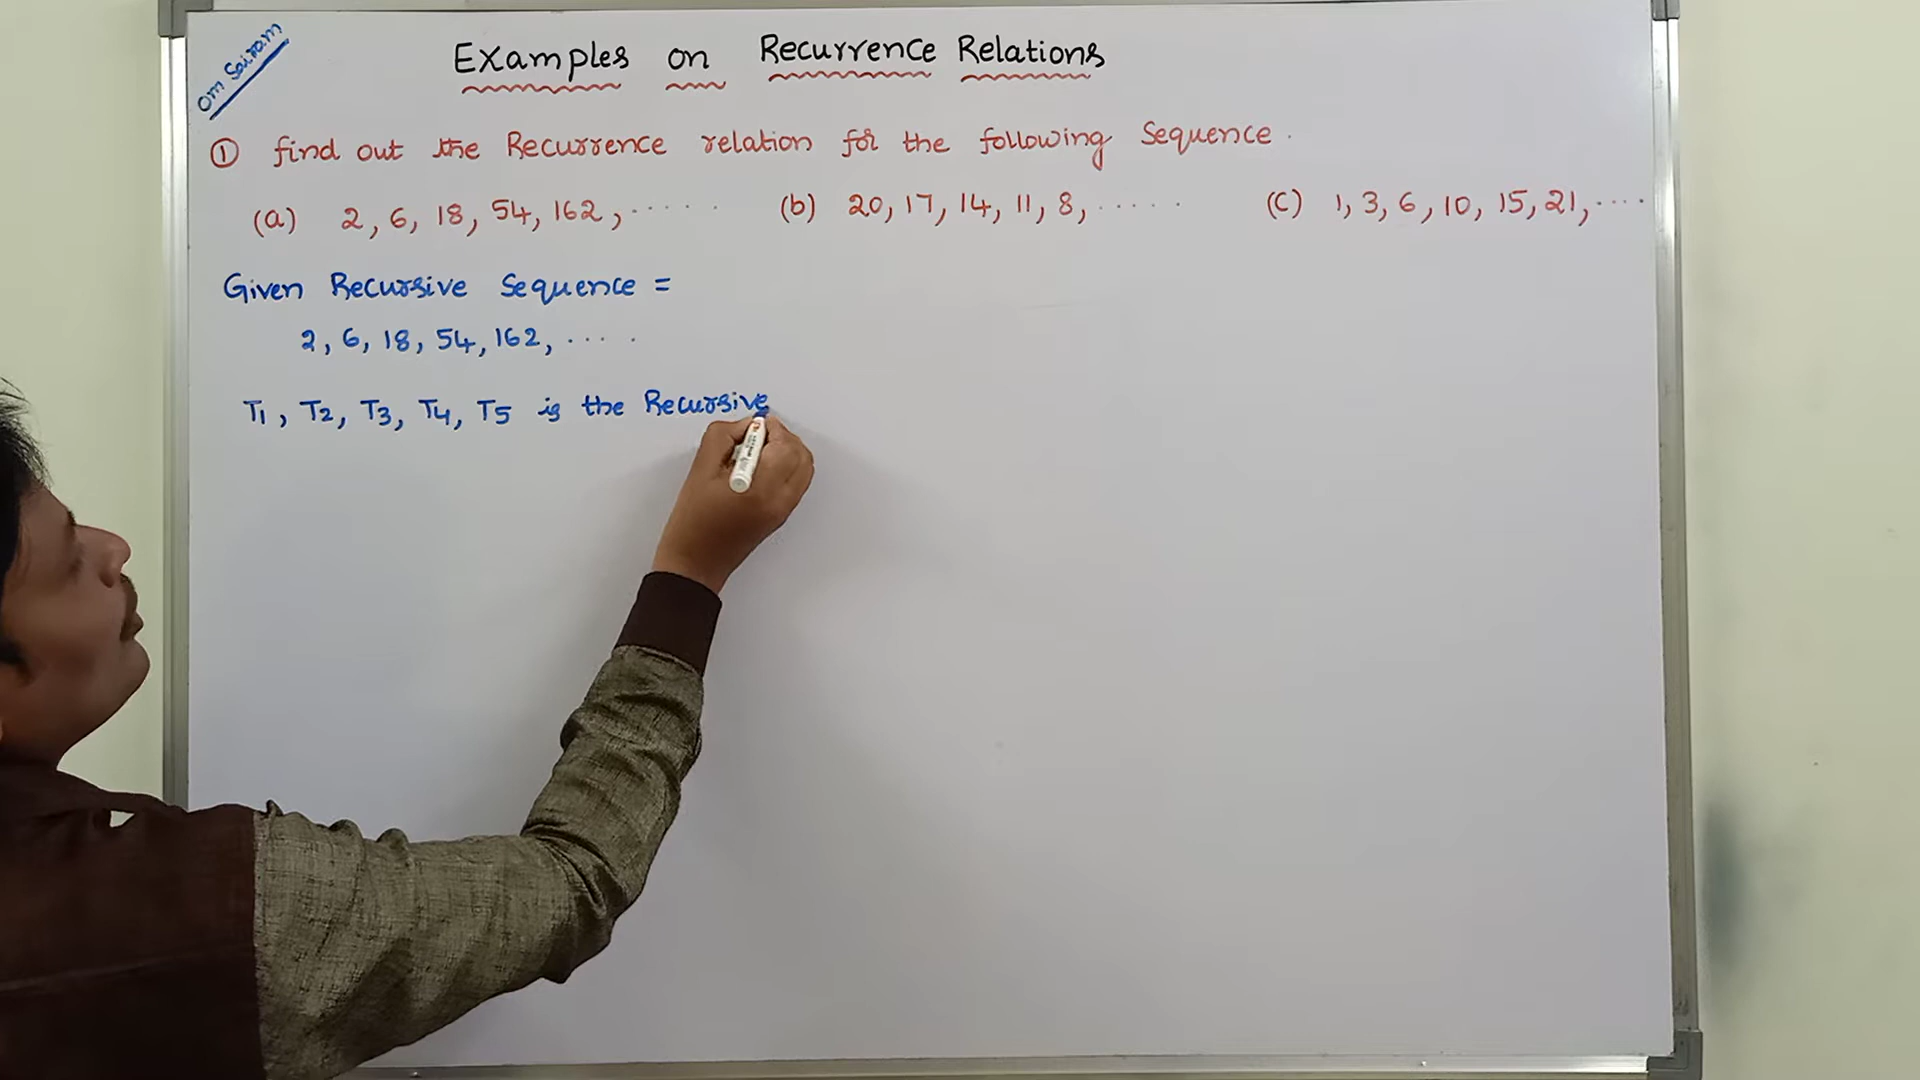 Om Sairam
Examples on Recurrence Relations
① find out the Recurrence relation for the following Sequence.
(a) 2, 6, 18, 54, 162, ...... (b) 20, 17, 14, 11, 8, ...... (c) 1, 3, 6, 10, 15, 21, ....
Given Recursive Sequence =
2, 6, 18, 54, 162, ....
T1, T2, T3, T4, T5 is the Recursive